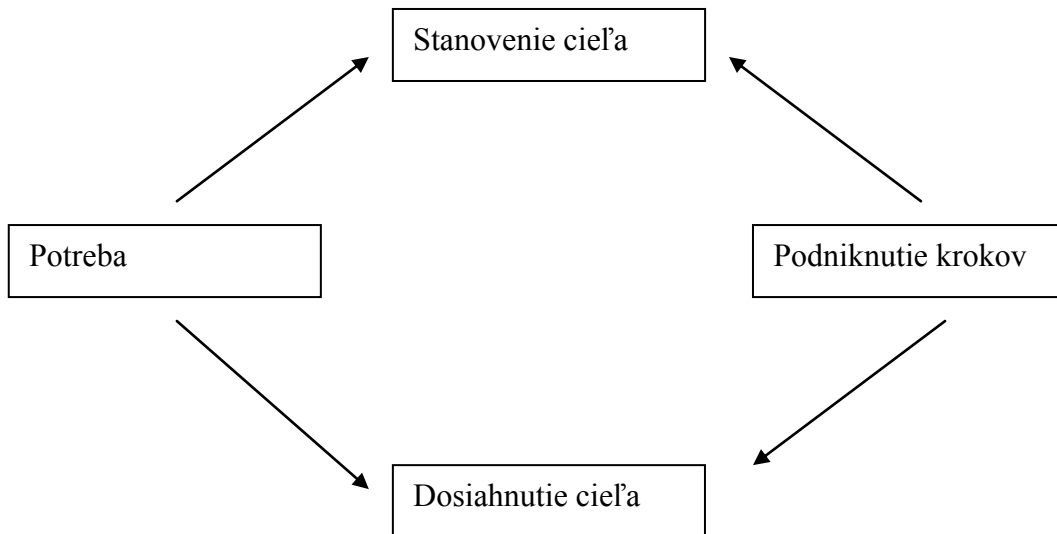 Stanovenie cieľa
Potreba
Podniknutie krokov
Dosiahnutie cieľa